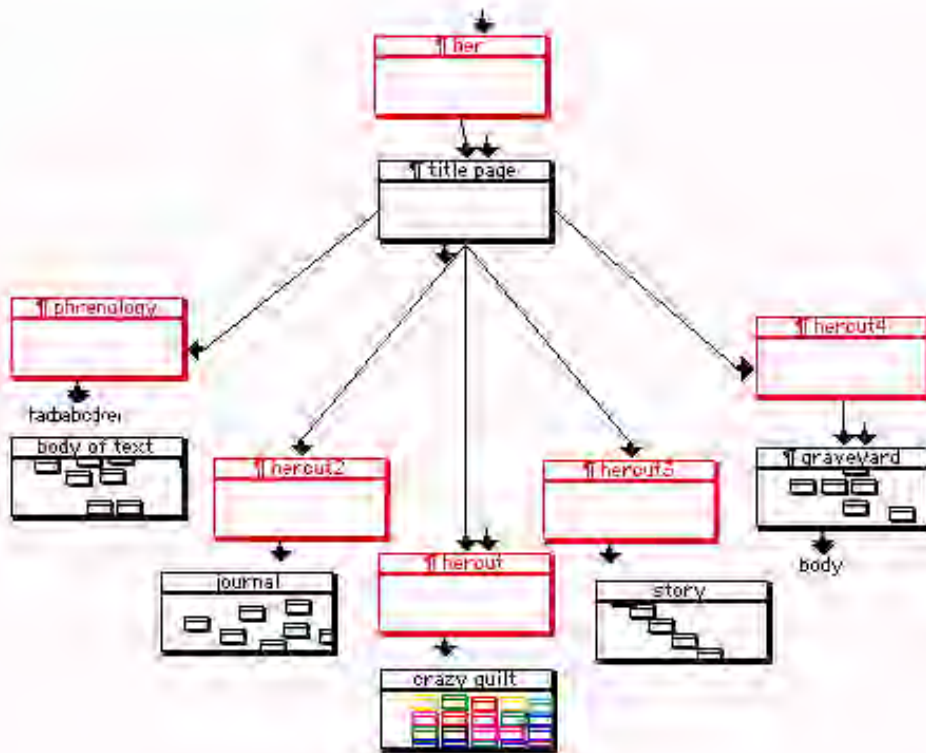 ¶ her
¶ title page
¶ phrenology
¶ herout4
body of text
¶ herout2
¶ herout3
¶ graveyard
¶ herout
body
journal
story
crazy quilt